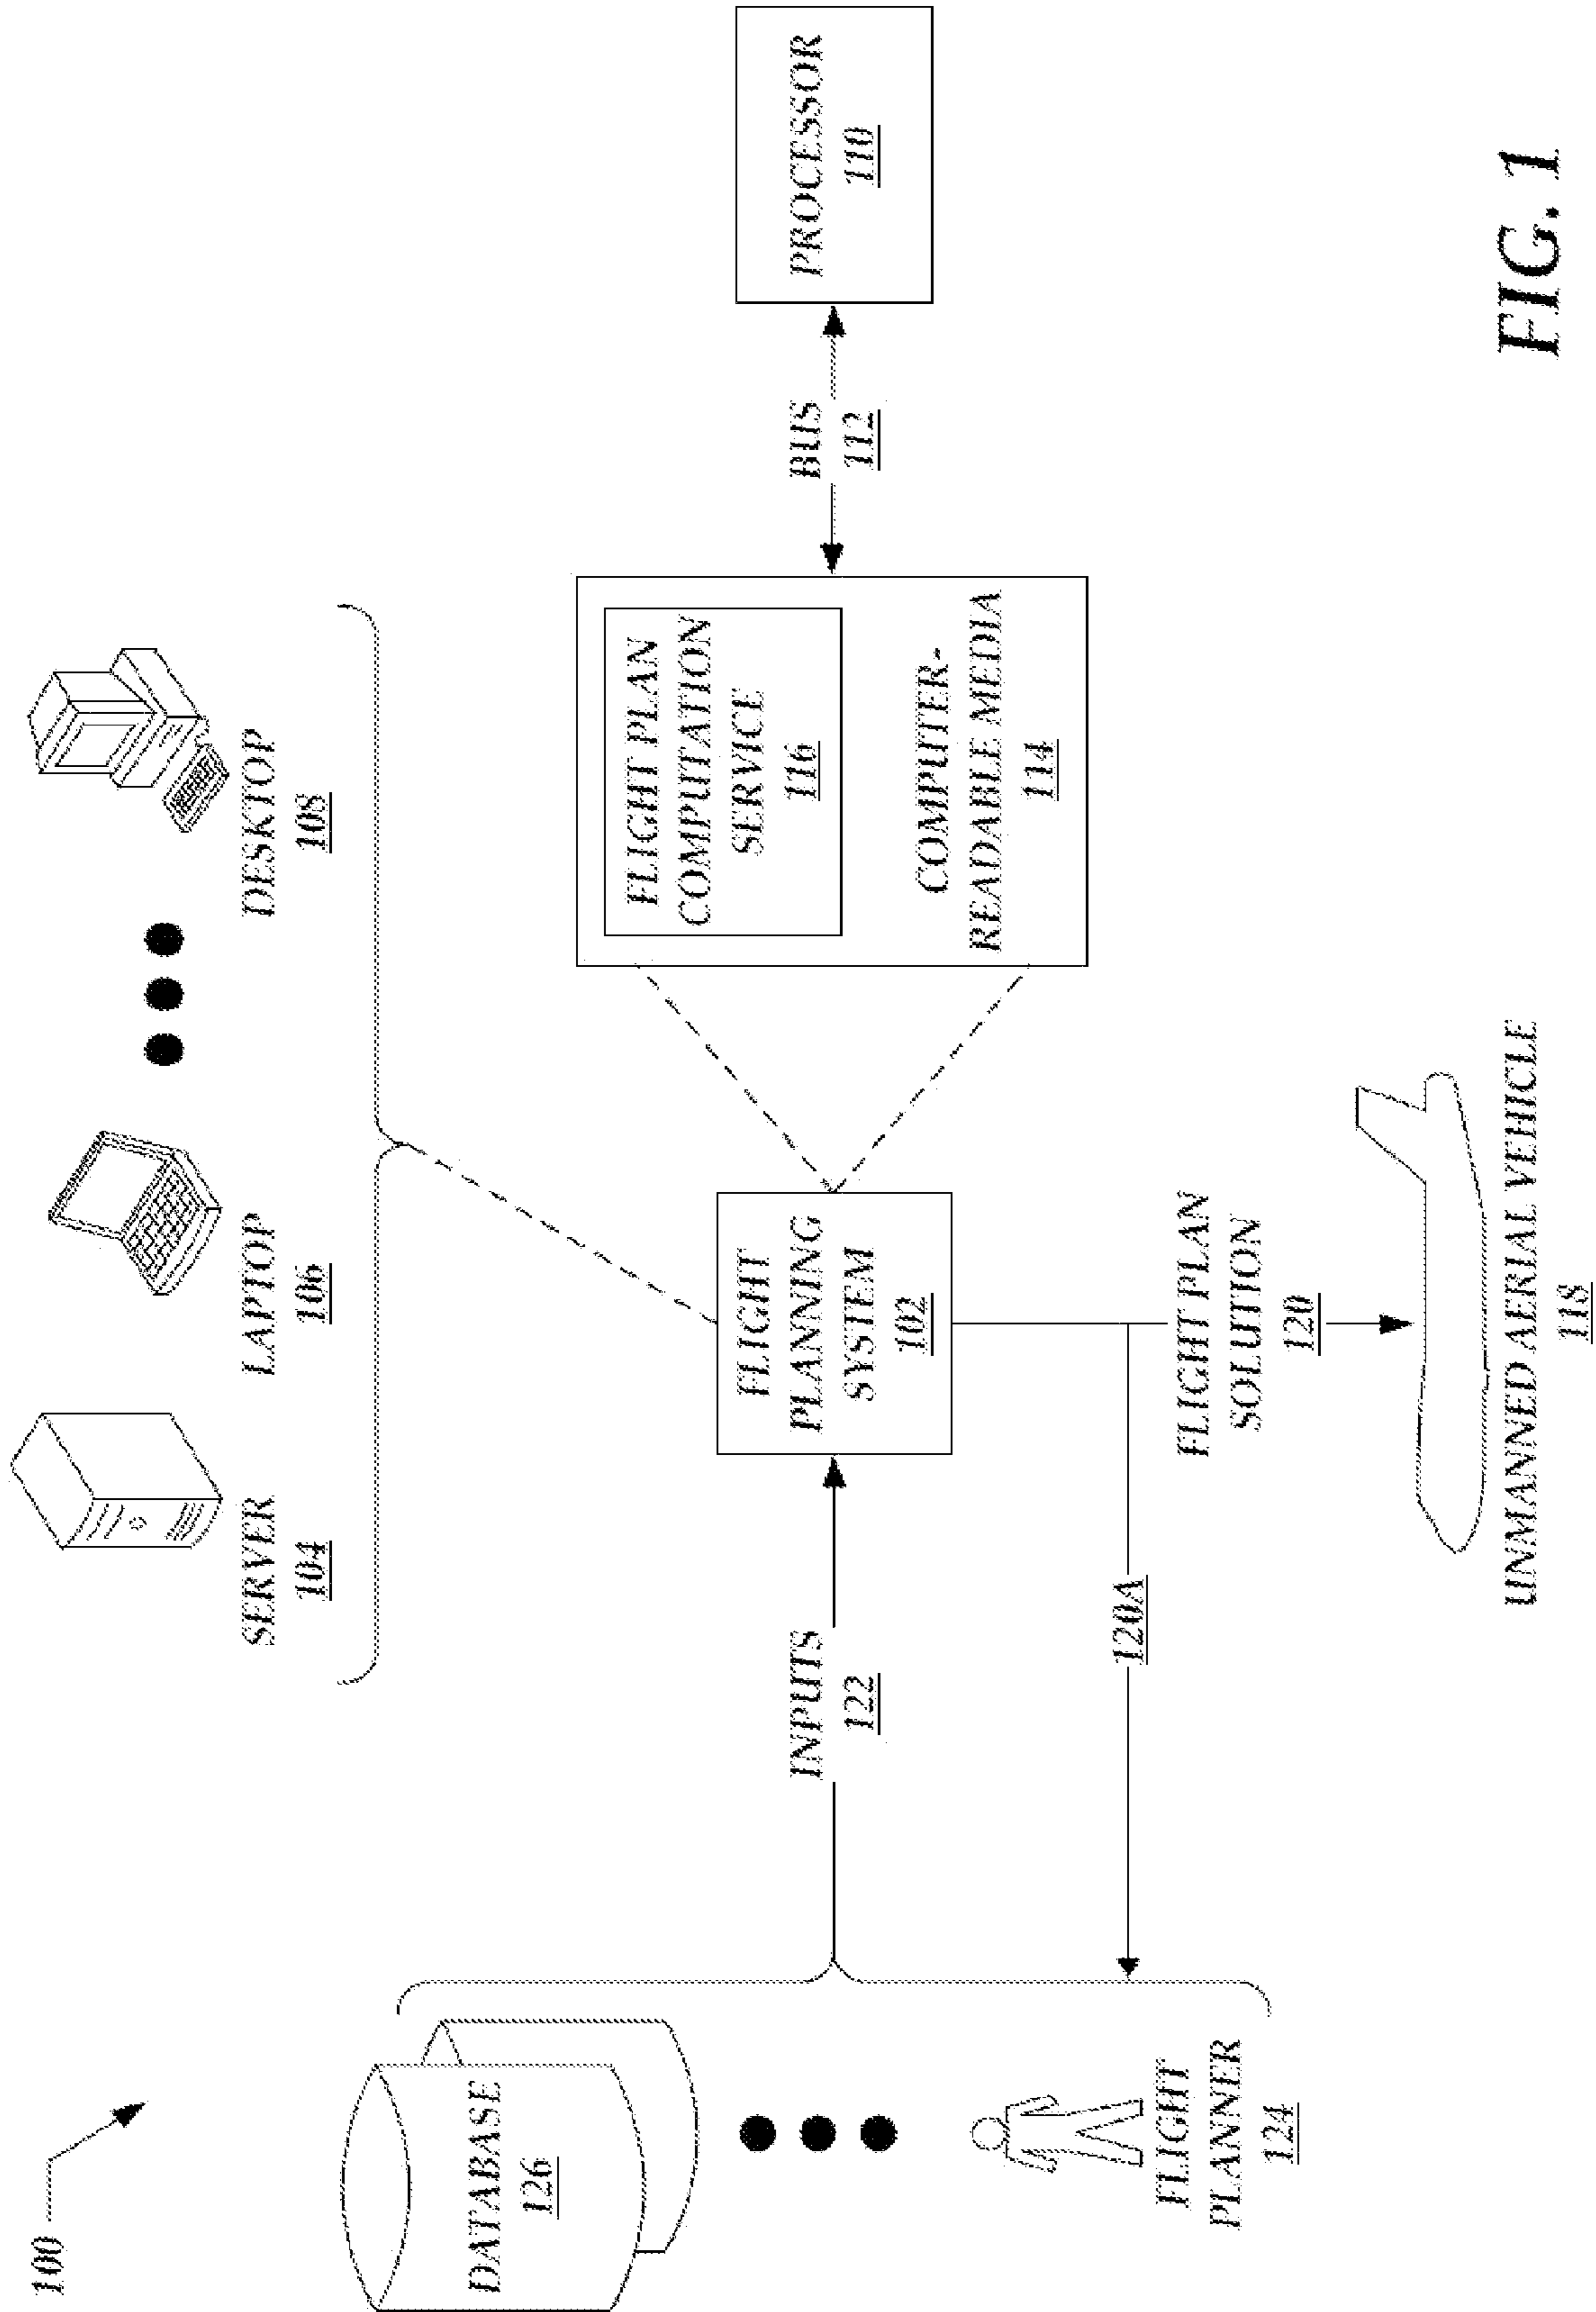 100
SERVER
104
LAPTOP
106
DESKTOP
108
DATABASE
126
FLIGHT
PLANNER
124
INPUTS
122
120A
FLIGHT
PLANNING
SYSTEM
102
FLIGHT PLAN
COMPUTATION
SERVICE
116
COMPUTER-
READABLE MEDIA
114
BUS
112
PROCESSOR
110
FLIGHT PLAN
SOLUTION
120
UNMANNED AERIAL VEHICLE
118
FIG. 1